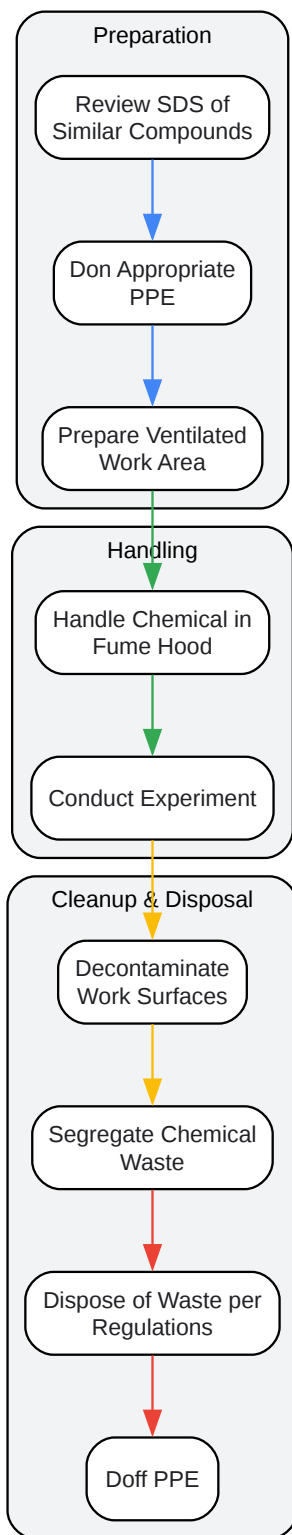 Preparation
Review SDS of
Similar Compounds
Don Appropriate
PPE
Prepare Ventilated
Work Area
Handling
Handle Chemical in
Fume Hood
Conduct Experiment
Cleanup & Disposal
Decontaminate
Work Surfaces
Segregate Chemical
Waste
Dispose of Waste per
Regulations
Doff PPE